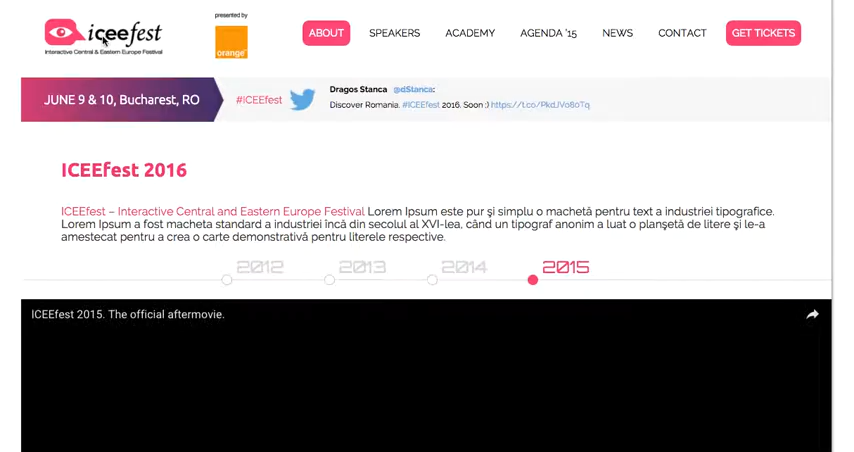 iceefest
Interactive Central & Eastern Europe Festival
presented by
orange
ABOUT
SPEAKERS
ACADEMY
AGENDA '15
NEWS
CONTACT
GET TICKETS
JUNE 9 & 10, Bucharest, RO
#ICEEfest
Dragos Stanca @dStanca:
Discover Romania. #ICEEfest 2016. Soon :) https://t.co/PkdJVo80Tq
ICEEfest 2016
ICEEfest – Interactive Central and Eastern Europe Festival Lorem Ipsum este pur şi simplu o machetă pentru text a industriei tipografice.
Lorem Ipsum a fost macheta standard a industriei încă din secolul al XVI-lea, când un tipograf anonim a luat o planşetă de litere şi le-a
amestecat pentru a crea o carte demonstrativă pentru literele respective.
2012
2013
2014
2015
ICEEfest 2015. The official aftermovie.